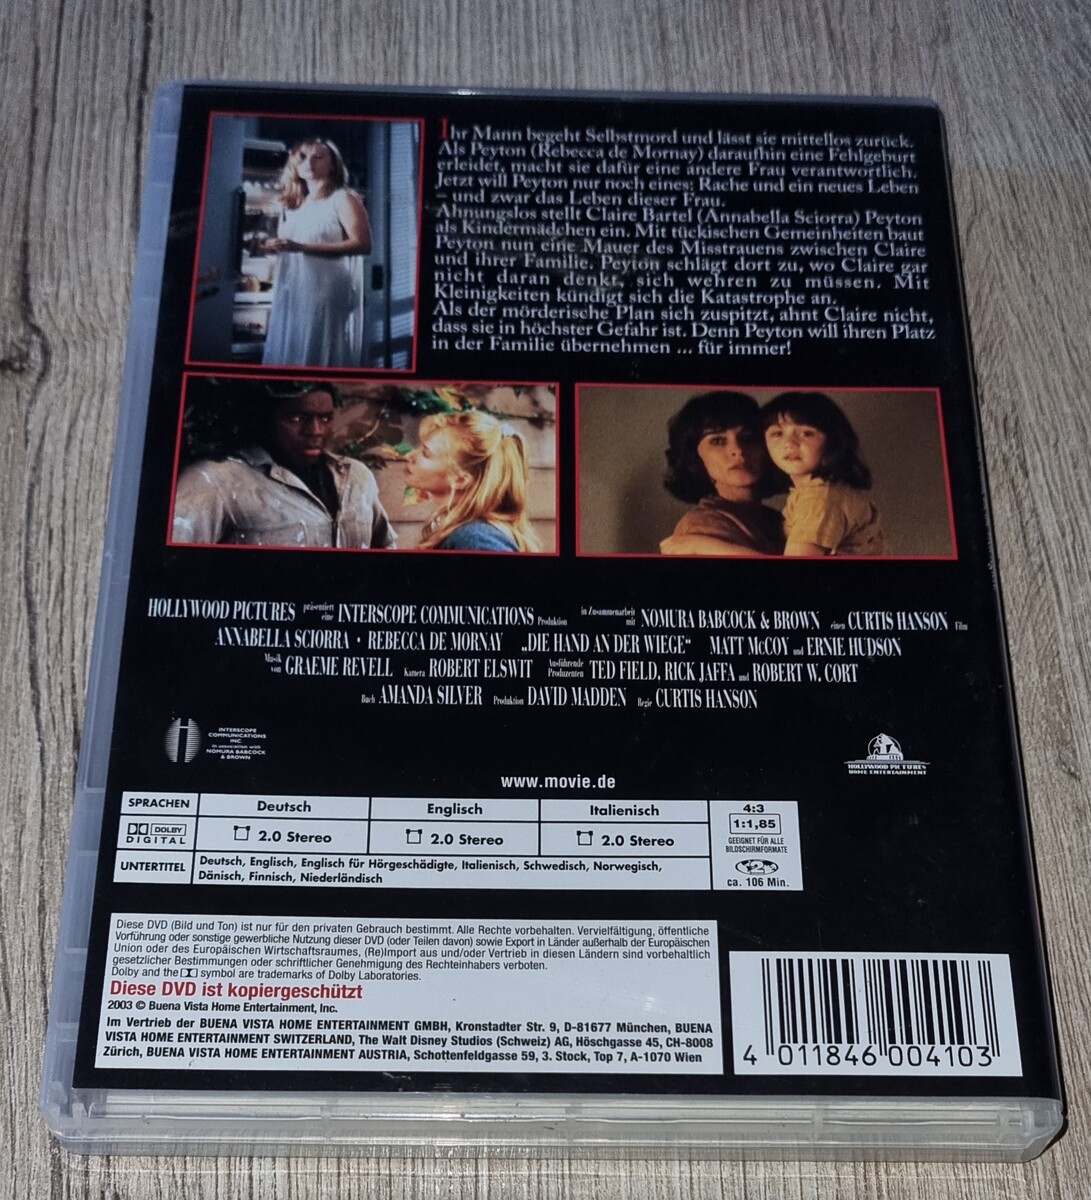 Ihr Mann begeht Selbstmord und lässt sie mittellos zurück.
Als Peyton (Rebecca de Mornay) daraufhin eine Fehlgeburt
erleidet, macht sie dafür eine andere Frau verantwortlich.
Jetzt will Peyton nur noch eines: Rache und ein neues Leben
– und zwar das Leben dieser Frau.
Ahnungslos stellt Claire Bartel (Annabella Sciorra) Peyton
als Kindermädchen ein. Mit tückischen Gemeinheiten baut
Peyton nun eine Mauer des Misstrauens zwischen Claire
und ihrer Familie. Peyton schlägt dort zu, wo Claire gar
nicht daran denkt, sich wehren zu müssen. Mit
Kleinigkeiten kündigt sich die Katastrophe an.
Als der mörderische Plan sich zuspitzt, ahnt Claire nicht,
dass sie in höchster Gefahr ist. Denn Peyton will ihren Platz
in der Familie übernehmen ... für immer!
HOLLYWOOD PICTURES präsentiert eine INTERSCOPE COMMUNICATIONS Produktion in Zusammenarbeit mit NOMURA BABCOCK & BROWN einen CURTIS HANSON Film
ANNABELLA SCIORRA · REBECCA DE MORNAY „DIE HAND AN DER WIEGE“ MATT McCOY und ERNIE HUDSON
Musik von GRAEME REVELL Kamera ROBERT ELSWIT Ausführende Produzenten TED FIELD, RICK JAFFA und ROBERT W. CORT
Buch AMANDA SILVER Produktion DAVID MADDEN Regie CURTIS HANSON
INTERSCOPE
COMMUNICATIONS
INC.
in association with
NOMURA BABCOCK
& BROWN
HOLLYWOOD PICTURES
HOME ENTERTAINMENT
www.movie.de
SPRACHEN Deutsch Englisch Italienisch
DOLBY
DIGITAL
2.0 Stereo 2.0 Stereo 2.0 Stereo
UNTERTITEL Deutsch, Englisch, Englisch für Hörgeschädigte, Italienisch, Schwedisch, Norwegisch,
Dänisch, Finnisch, Niederländisch
4:3
1:1,85
GEEIGNET FÜR ALLE
BILDSCHIRMFORMATE
2
ca. 106 Min.
Diese DVD (Bild und Ton) ist nur für den privaten Gebrauch bestimmt. Alle Rechte vorbehalten. Vervielfältigung, öffentliche
Vorführung oder sonstige gewerbliche Nutzung dieser DVD (oder Teilen davon) sowie Export in Länder außerhalb der Europäischen
Union oder des Europäischen Wirtschaftsraumes, (Re)Import aus und/oder Vertrieb in diesen Ländern sind vorbehaltlich
gesetzlicher Bestimmungen oder schriftlicher Genehmigung des Rechteinhabers verboten.
Dolby and the symbol are trademarks of Dolby Laboratories.
Diese DVD ist kopiergeschützt
2003 © Buena Vista Home Entertainment, Inc.
Im Vertrieb der BUENA VISTA HOME ENTERTAINMENT GMBH, Kronstadter Str. 9, D-81677 München, BUENA
VISTA HOME ENTERTAINMENT SWITZERLAND, The Walt Disney Studios (Schweiz) AG, Höschgasse 45, CH-8008
Zürich, BUENA VISTA HOME ENTERTAINMENT AUSTRIA, Schottenfeldgasse 59, 3. Stock, Top 7, A-1070 Wien
4 011846 004103